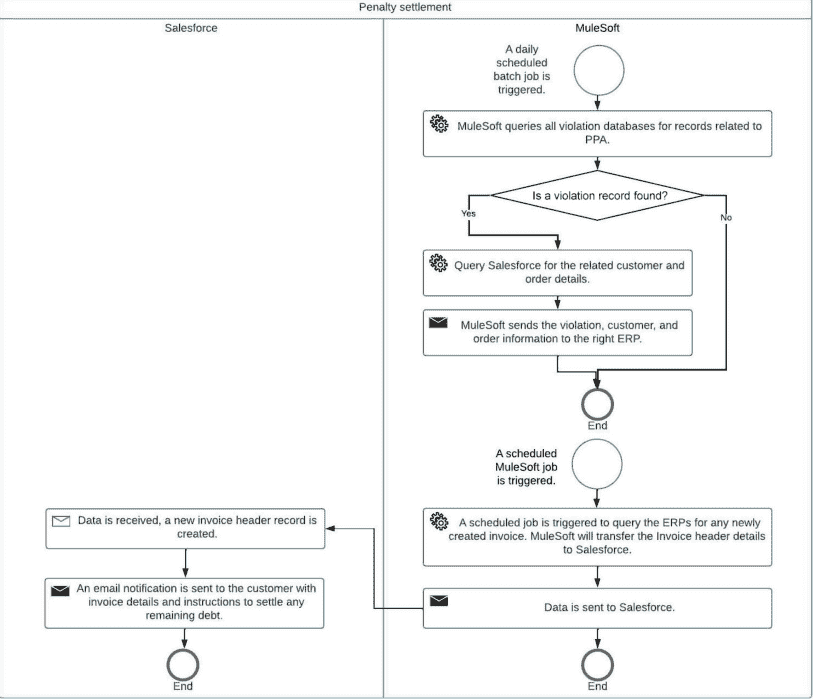 Penalty settlement
Salesforce
MuleSoft
A daily
scheduled
batch job is
triggered.
MuleSoft queries all violation databases for records related to
PPA.
Is a violation record found?
Yes
No
Query Salesforce for the related customer and
order details.
MuleSoft sends the violation, customer, and
order information to the right ERP.
End
A scheduled
MuleSoft job
is triggered.
A scheduled job is triggered to query the ERPs for any newly
created invoice. MuleSoft will transfer the Invoice header details
to Salesforce.
Data is sent to Salesforce.
End
Data is received, a new invoice header record is
created.
An email notification is sent to the customer with
invoice details and instructions to settle any
remaining debt.
End